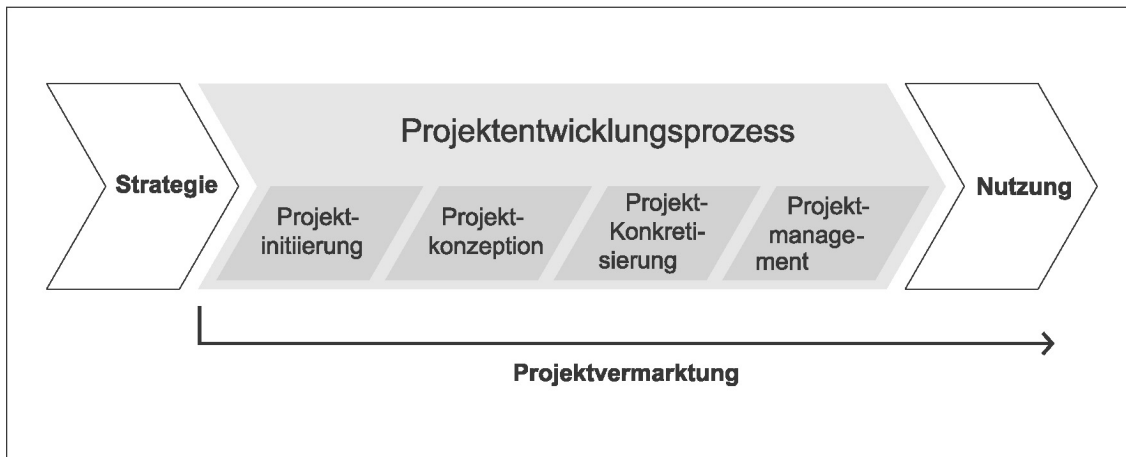 Projektentwicklungsprozess
Strategie
Projekt-
initiierung
Projekt-
konzeption
Projekt-
Konkreti-
sierung
Projekt-
manage-
ment
Nutzung
Projektvermarktung